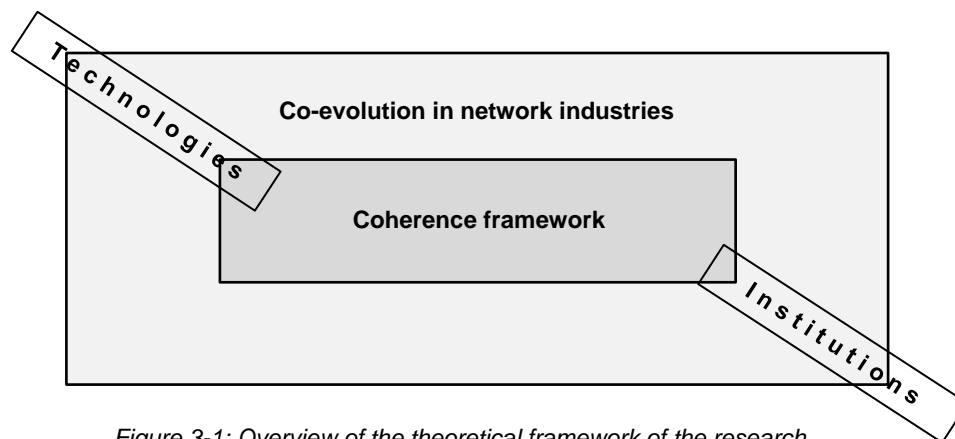 Technologies
Co-evolution in network industries
Coherence framework
Institutions
Figure 3-1: Overview of the theoretical framework of the research